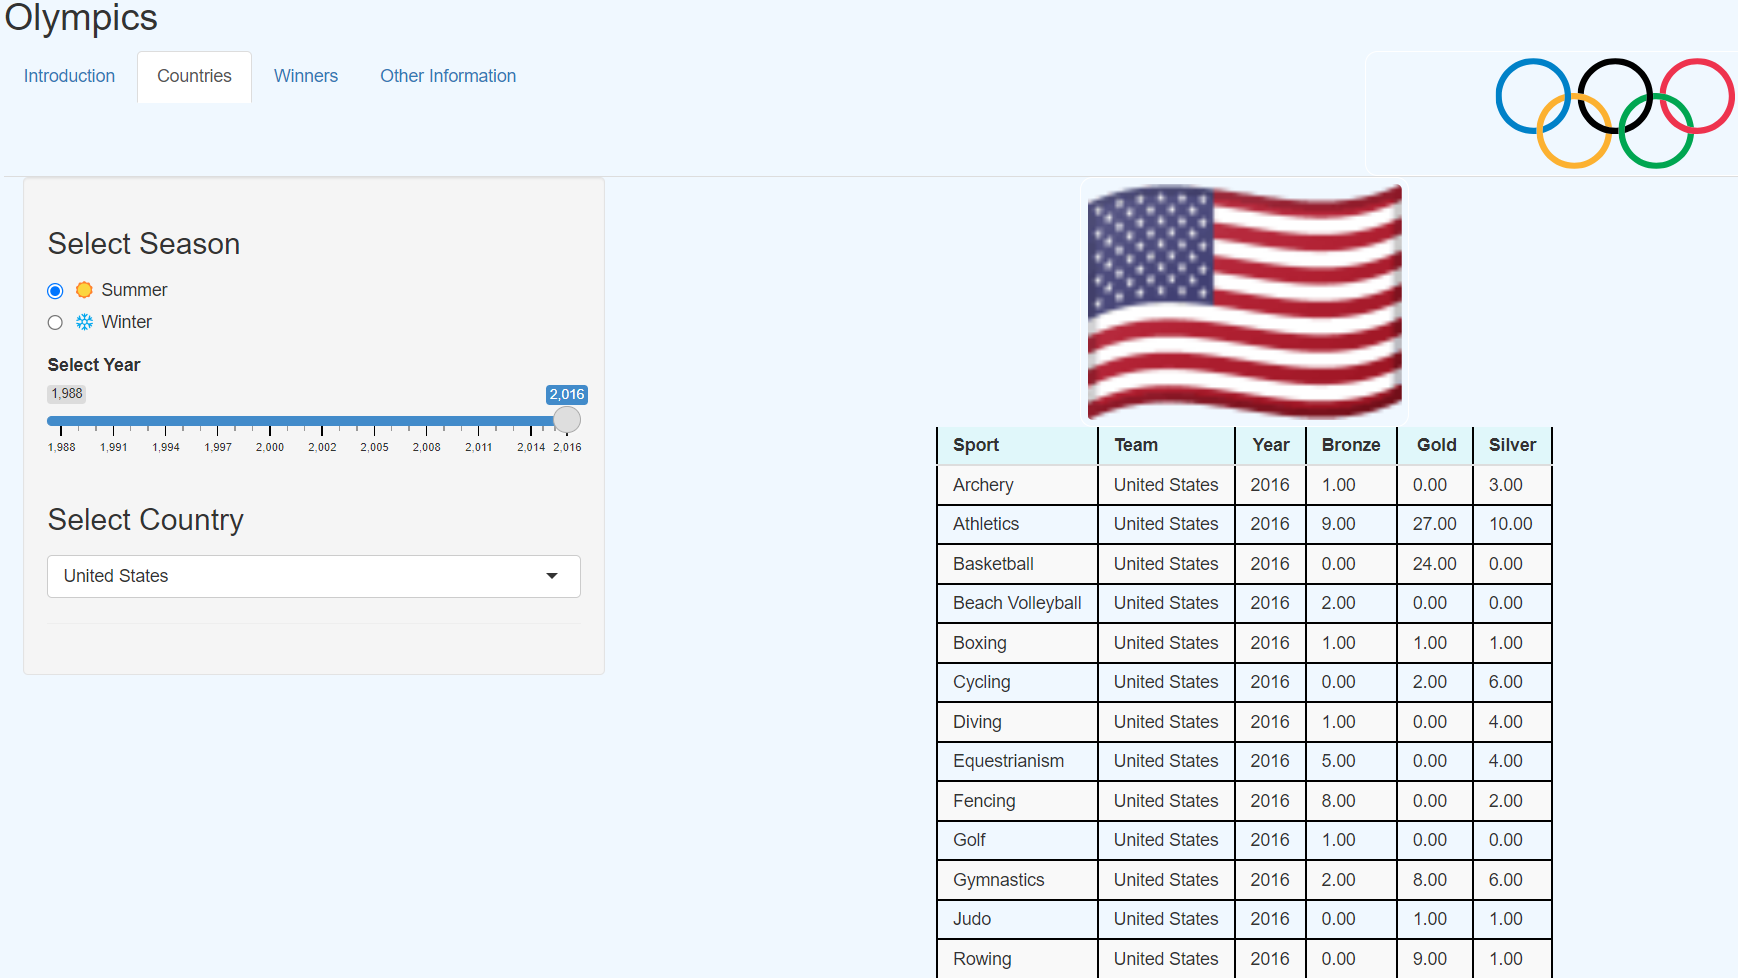 Olympics
Introduction Countries Winners Other Information
Select Season
Summer
Winter
Select Year
1,988 2,016
1,988 1,991 1,994 1,997 2,000 2,002 2,005 2,008 2,011 2,014 2,016
Select Country
United States
Sport Team Year Bronze Gold Silver
Archery United States 2016 1.00 0.00 3.00
Athletics United States 2016 9.00 27.00 10.00
Basketball United States 2016 0.00 24.00 0.00
Beach Volleyball United States 2016 2.00 0.00 0.00
Boxing United States 2016 1.00 1.00 1.00
Cycling United States 2016 0.00 2.00 6.00
Diving United States 2016 1.00 0.00 4.00
Equestrianism United States 2016 5.00 0.00 4.00
Fencing United States 2016 8.00 0.00 2.00
Golf United States 2016 1.00 0.00 0.00
Gymnastics United States 2016 2.00 8.00 6.00
Judo United States 2016 0.00 1.00 1.00
Rowing United States 2016 0.00 9.00 1.00